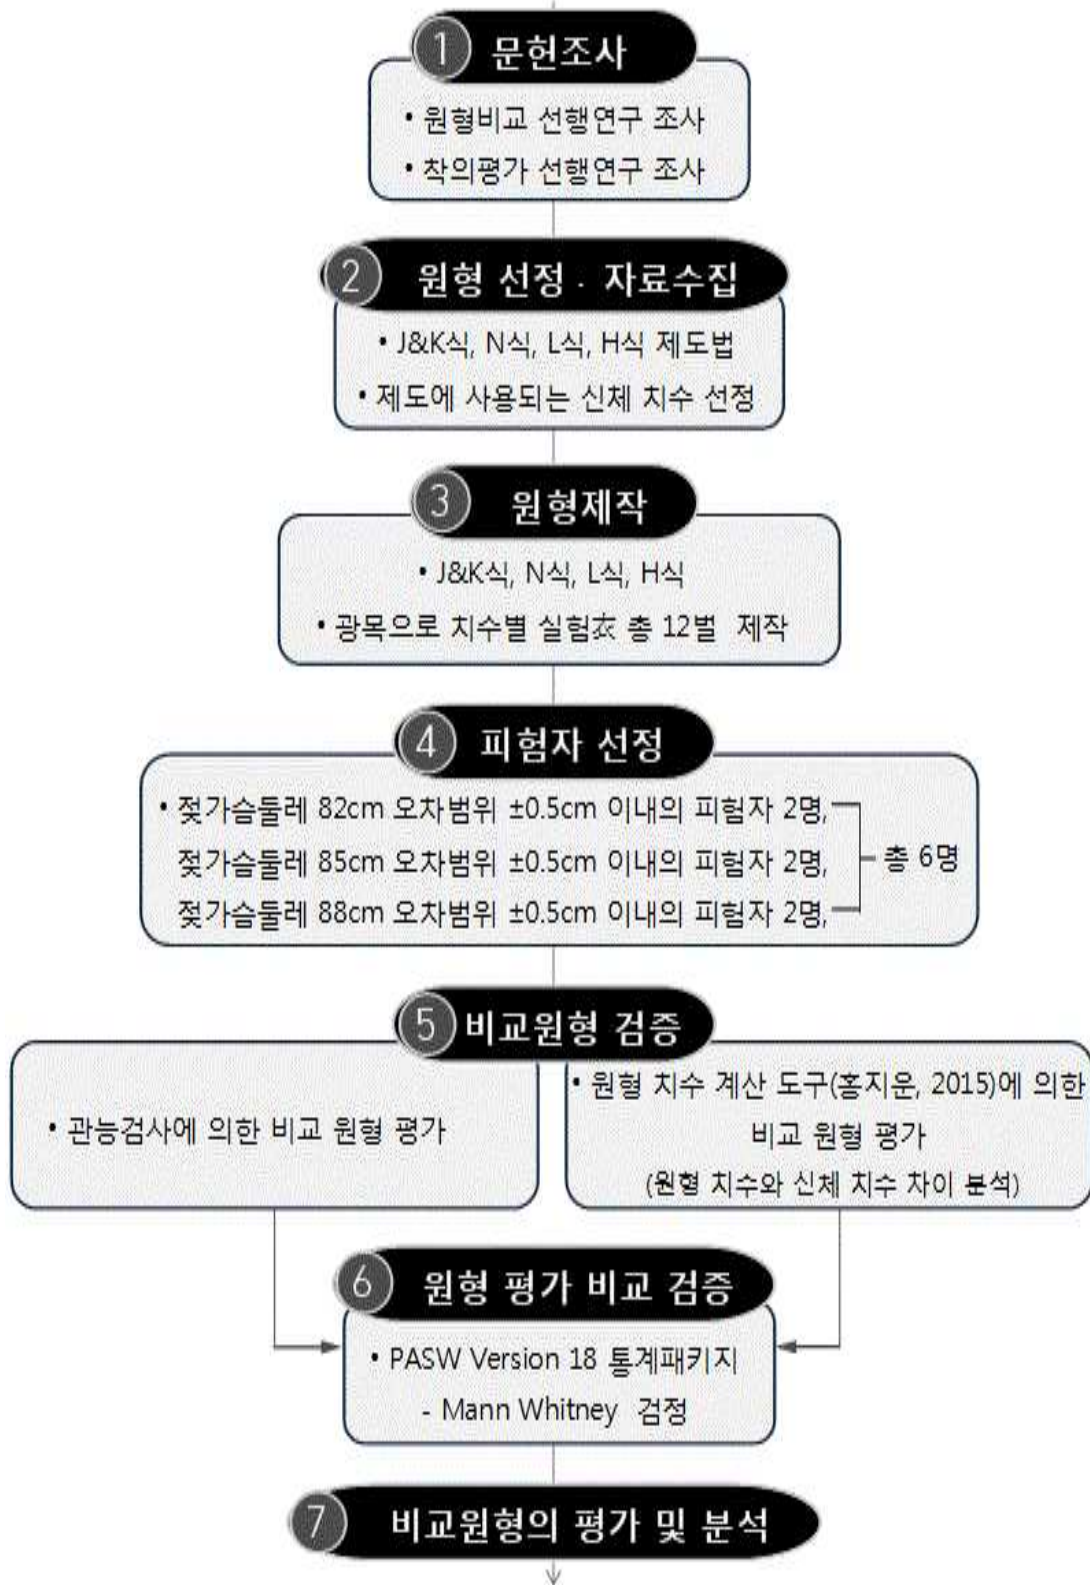 1 문헌조사
• 원형비교 선행연구 조사
• 착의평가 선행연구 조사
2 원형 선정 · 자료수집
• J&K식, N식, L식, H식 제도법
• 제도에 사용되는 신체 치수 선정
3 원형제작
• J&K식, N식, L식, H식
• 광목으로 치수별 실험衣 총 12벌 제작
4 피험자 선정
• 젖가슴둘레 82cm 오차범위 ±0.5cm 이내의 피험자 2명,
젖가슴둘레 85cm 오차범위 ±0.5cm 이내의 피험자 2명,
총 6명
젖가슴둘레 88cm 오차범위 ±0.5cm 이내의 피험자 2명,
5 비교원형 검증
• 관능검사에 의한 비교 원형 평가
• 원형 치수 계산 도구(홍지운, 2015)에 의한
비교 원형 평가
(원형 치수와 신체 치수 차이 분석)
6 원형 평가 비교 검증
• PASW Version 18 통계패키지
- Mann Whitney 검정
7 비교원형의 평가 및 분석